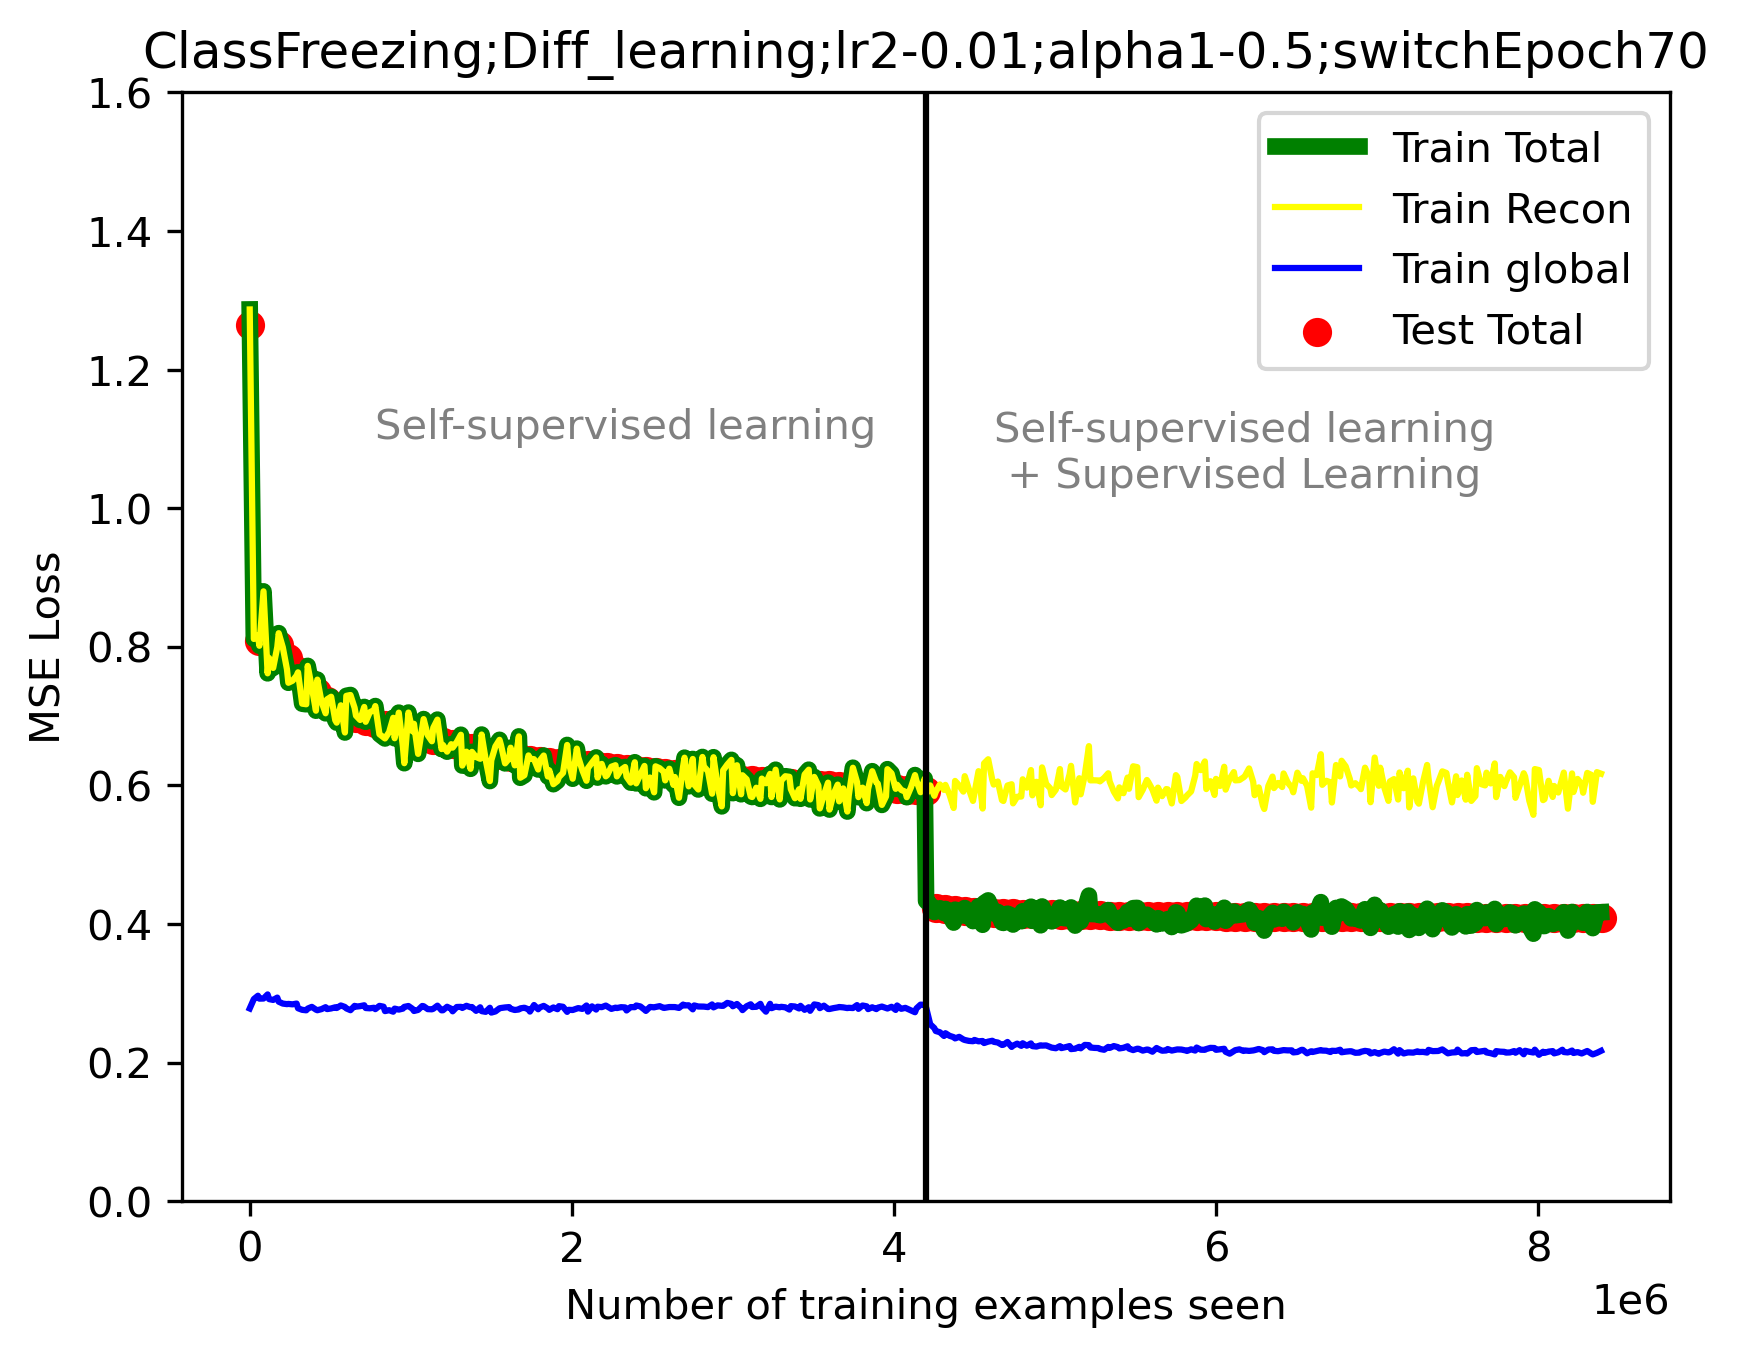 ClassFreezing;Diff_learning;lr2-0.01;alpha1-0.5;switchEpoch70
1.6
1.4
1.2
1.0
0.8
0.6
0.4
0.2
0.0
MSE Loss
Train Total
Train Recon
Train global
Test Total
Self-supervised learning
Self-supervised learning
+ Supervised Learning
0
2
4
6
8
1e6
Number of training examples seen